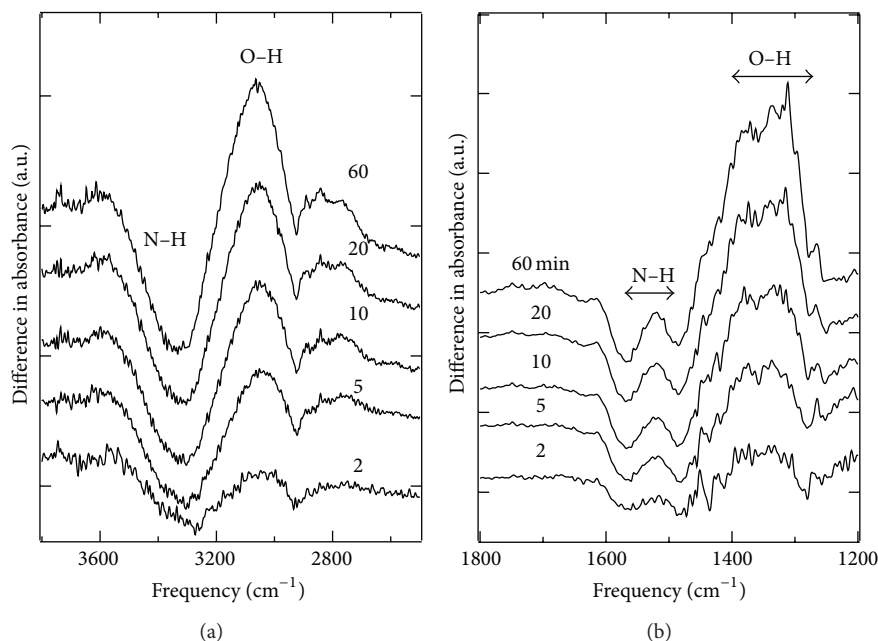 O–H
N–H
60
20
10
5
2
3600
3200
2800
Frequency (cm−1)
Difference in absorbance (a.u.)
(a)
O–H
N–H
60 min
20
10
5
2
1800
1600
1400
1200
Frequency (cm−1)
Difference in absorbance (a.u.)
(b)